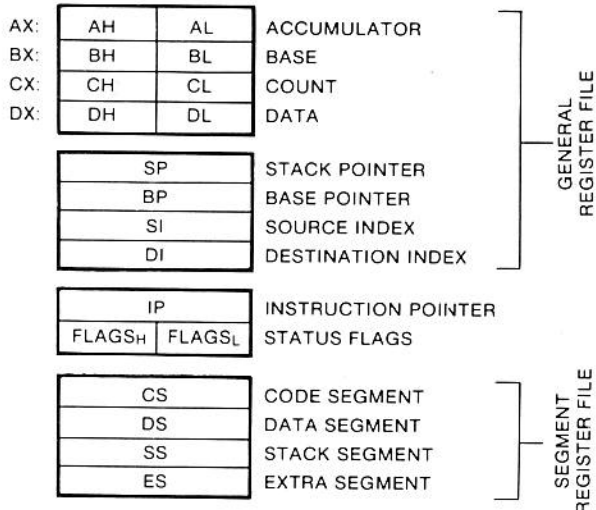 AX: AH AL ACCUMULATOR
BX: BH BL BASE
CX: CH CL COUNT
DX: DH DL DATA
SP STACK POINTER
BP BASE POINTER
SI SOURCE INDEX
DI DESTINATION INDEX
GENERAL
REGISTER FILE
IP INSTRUCTION POINTER
FLAGSH FLAGSL STATUS FLAGS
CS CODE SEGMENT
DS DATA SEGMENT
SS STACK SEGMENT
ES EXTRA SEGMENT
SEGMENT
REGISTER FILE